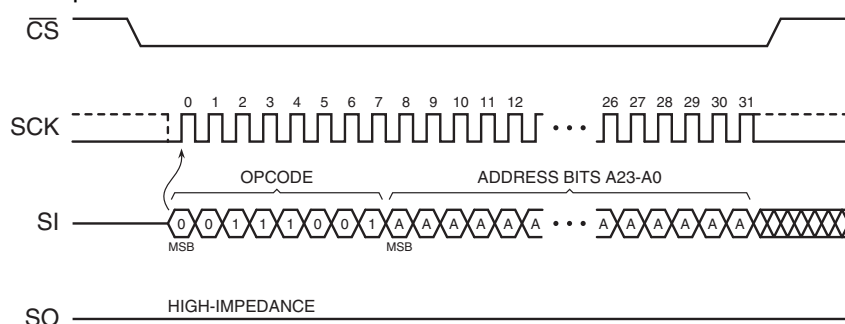 CS
0 1 2 3 4 5 6 7 8 9 10 11 12 26 27 28 29 30 31
SCK
OPCODE ADDRESS BITS A23-A0
SI 0 0 1 1 1 0 0 1 A A A A A A • • • A A A A A A
MSB MSB
HIGH-IMPEDANCE
SO